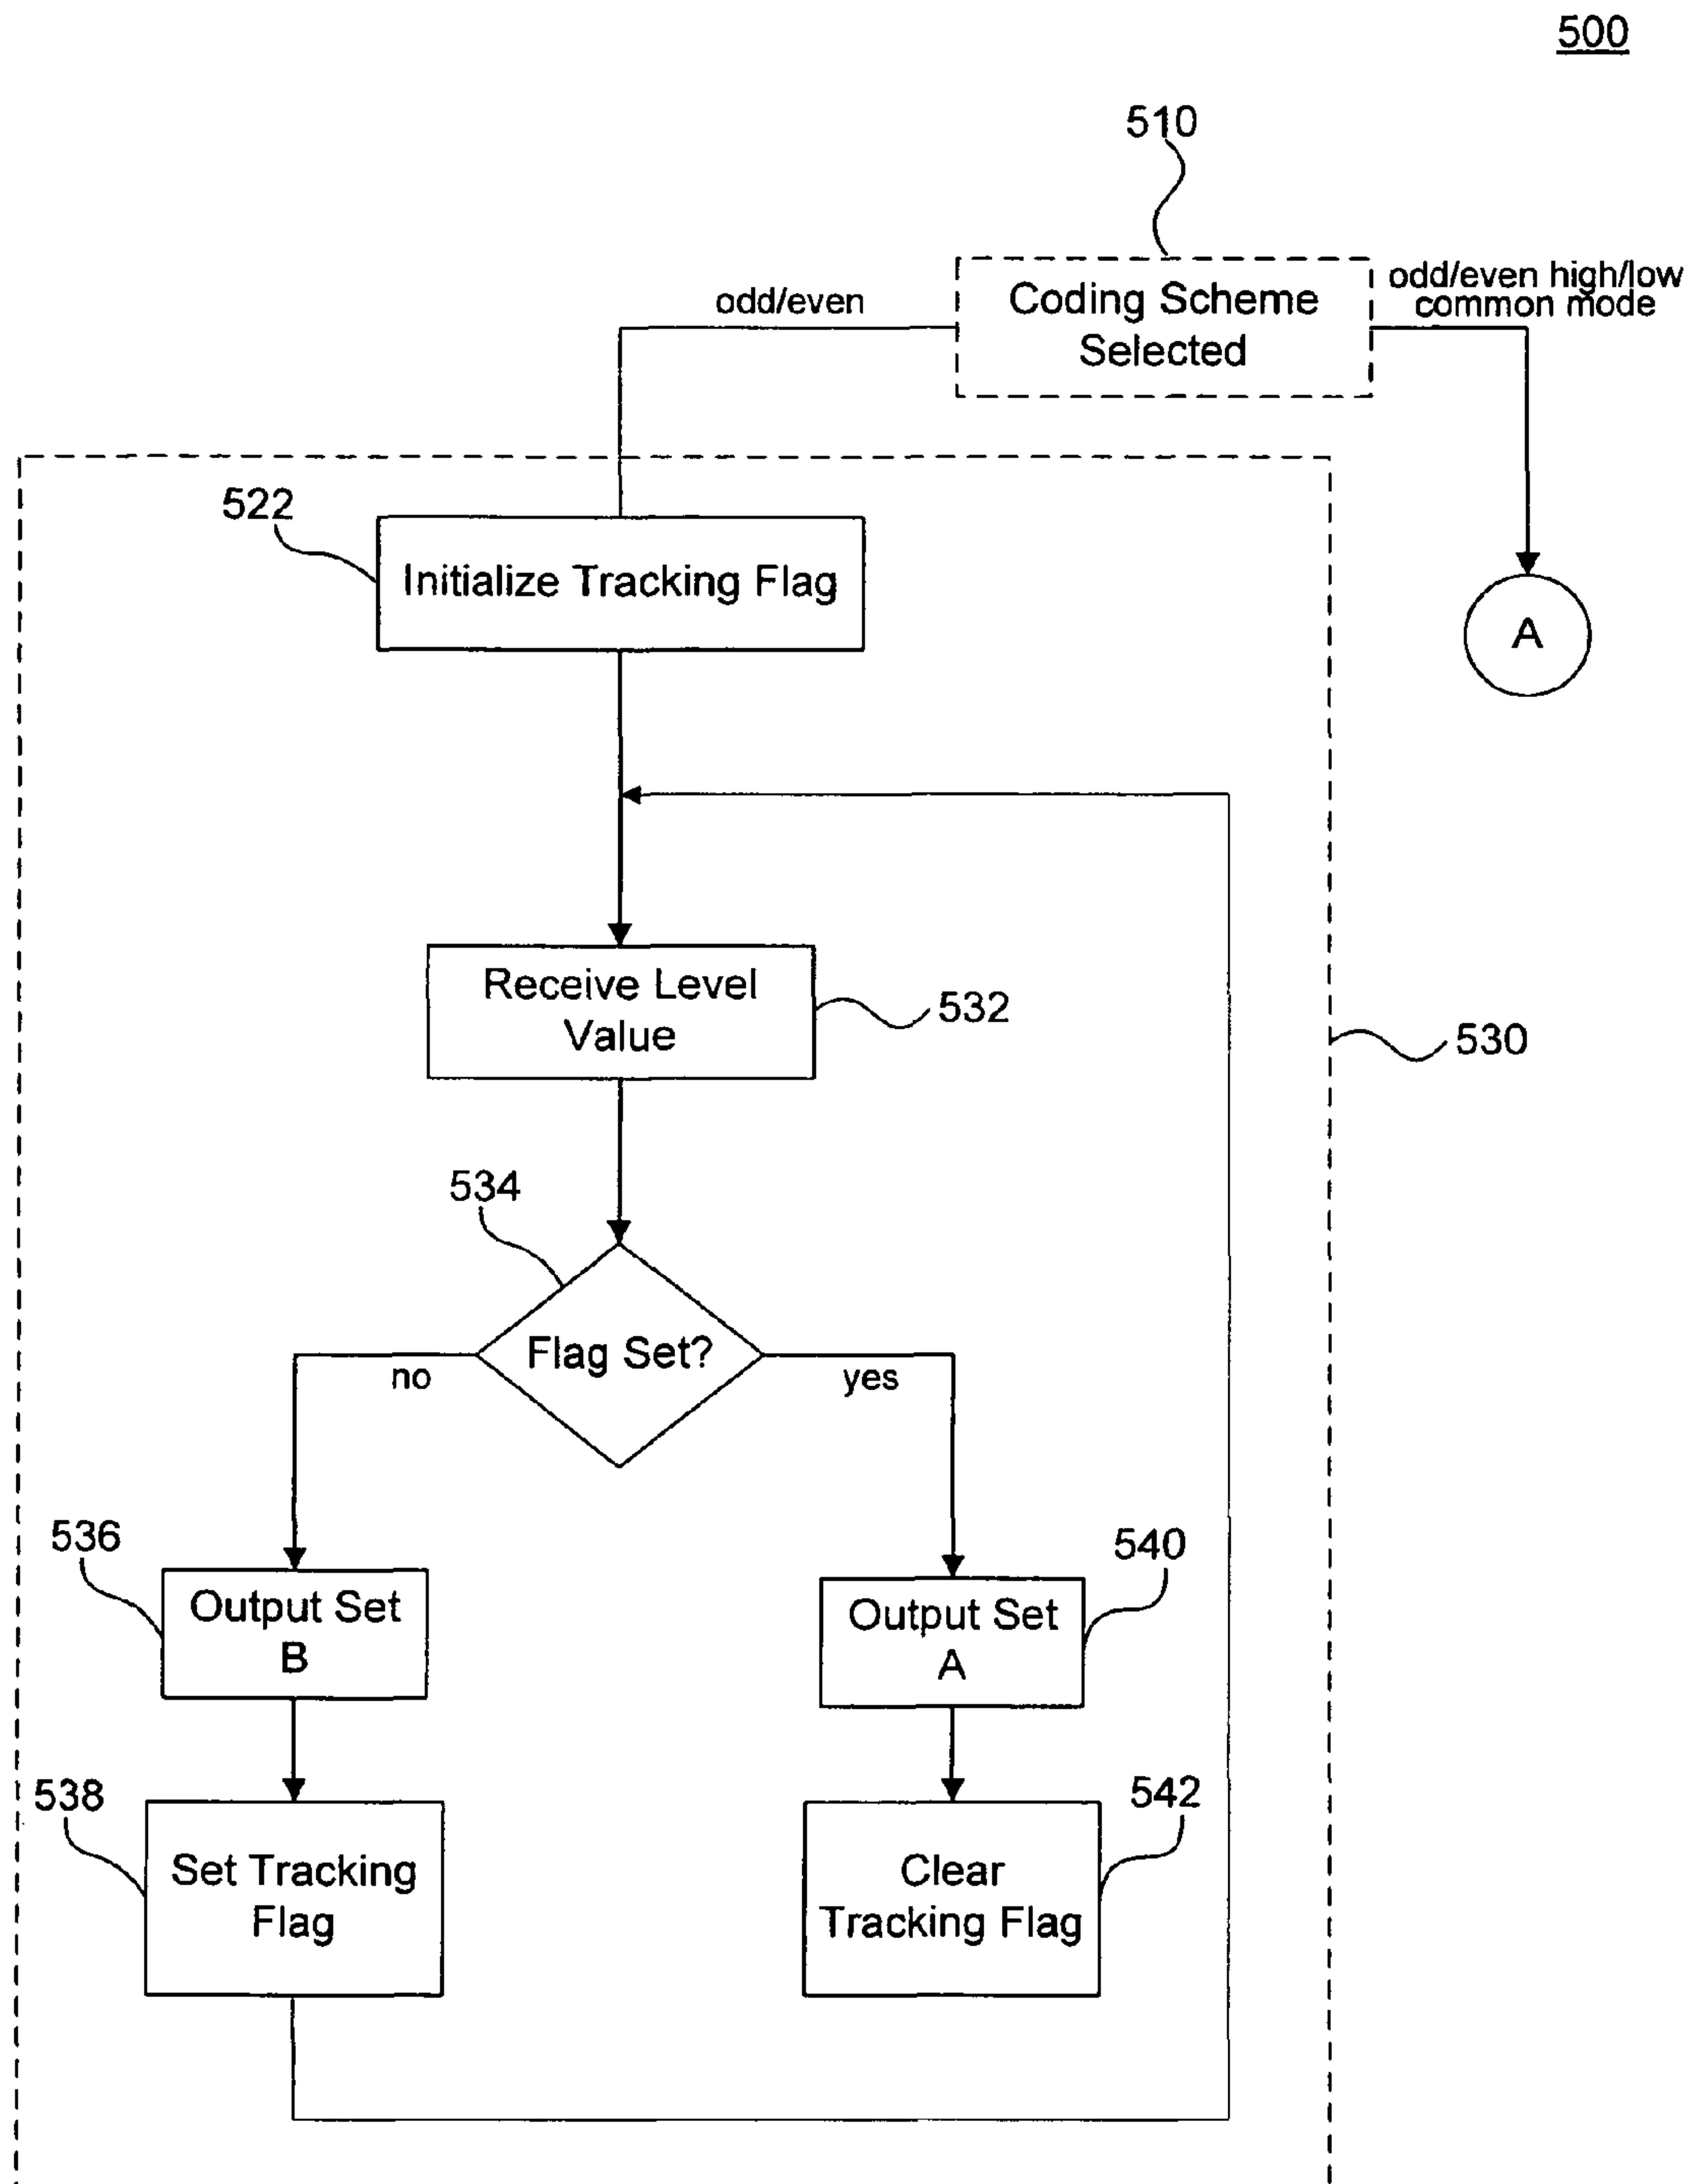 500
510
odd/even
Coding Scheme
Selected
odd/even high/low
common mode
522
Initialize Tracking Flag
A
Receive Level
Value
532
530
534
Flag Set?
no
yes
536
Output Set
B
540
Output Set
A
538
Set Tracking
Flag
542
Clear
Tracking Flag